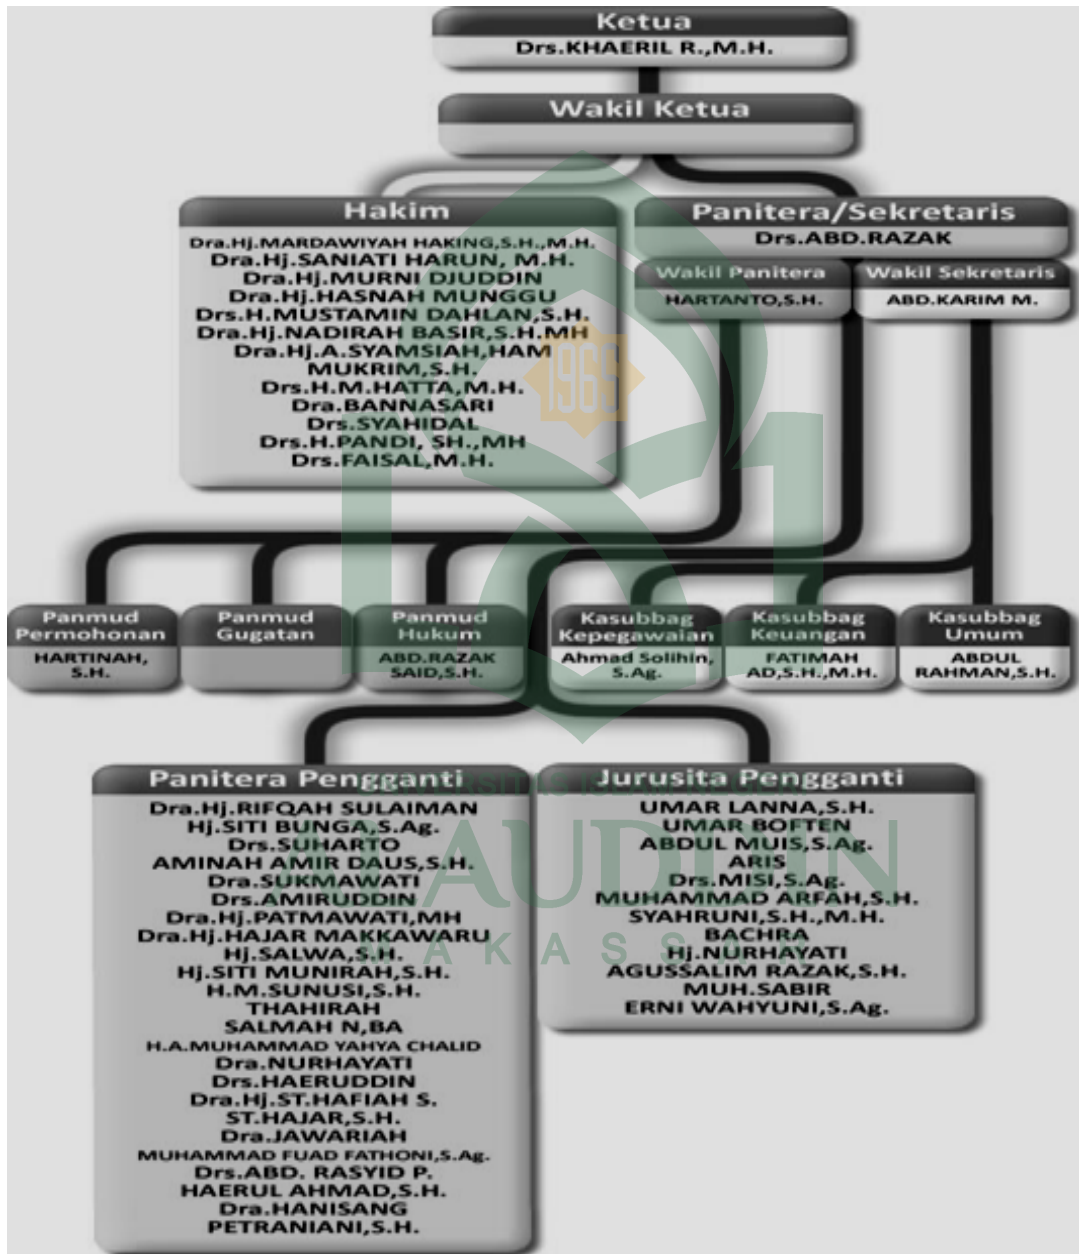 Ketua
Drs.KHAERIL R.,M.H.
Wakil Ketua
Hakim
Dra.Hj.MARDAWIYAH HAKING,S.H.,M.H.
Dra.Hj.SANIATI HARUN, M.H.
Dra.Hj.MURNI DJUDDIN
Dra.Hj.HASNAH MUNGGU
Drs.H.MUSTAMIN DAHLAN,S.H.
Dra.Hj.NADIRAH BASIR,S.H.MH
Dra.Hj.A.SYAMSIAH,HAM
MUKRIM,S.H.
Drs.H.M.HATTA,M.H.
Dra.BANNASARI
Drs.SYAHIDAL
Drs.H.PANDI, SH.,MH
Drs.FAISAL,M.H.
Panitera/Sekretaris
Drs.ABD.RAZAK
Wakil Panitera
HARTANTO,S.H.
Wakil Sekretaris
ABD.KARIM M.
1965
Panmud
Permohonan
HARTINAH,
S.H.
Panmud
Gugatan
Panmud
Hukum
ABD.RAZAK
SAID,S.H.
Kasubbag
Kepegawaian
Ahmad Solihin,
S.Ag.
Kasubbag
Keuangan
FATIMAH
AD,S.H.,M.H.
Kasubbag
Umum
ABDUL
RAHMAN,S.H.
Panitera Pengganti
Dra.Hj.RIFQAH SULAIMAN
Hj.SITI BUNGA,S.Ag.
Drs.SUHARTO
AMINAH AMIR DAUS,S.H.
Dra.SUKMAWATI
Drs.AMIRUDDIN
Dra.Hj.PATMAWATI,MH
Dra.Hj.HAJAR MAKKAWARU
Hj.SALWA,S.H.
Hj.SITI MUNIRAH,S.H.
H.M.SUNUSI,S.H.
THAHIRAH
SALMAH N,BA
H.A.MUHAMMAD YAHYA CHALID
Dra.NURHAYATI
Drs.HAERUDDIN
Dra.Hj.ST.HAFIAH S.
ST.HAJAR,S.H.
Dra.JAWARIAH
MUHAMMAD FUAD FATHONI,S.Ag.
Drs.ABD. RASYID P.
HAERUL AHMAD,S.H.
Dra.HANISANG
PETRANIANI,S.H.
Jurusita Pengganti
UMAR LANNA,S.H.
UMAR BOFTEN
ABDUL MUIS,S.Ag.
ARIS
Drs.MISI,S.Ag.
MUHAMMAD ARFAH,S.H.
SYAHRUNI,S.H.,M.H.
BACHRA
Hj.NURHAYATI
AGUSSALIM RAZAK,S.H.
MUH.SABIR
ERNI WAHYUNI,S.Ag.
ALAUDDIN
MAKASSAR